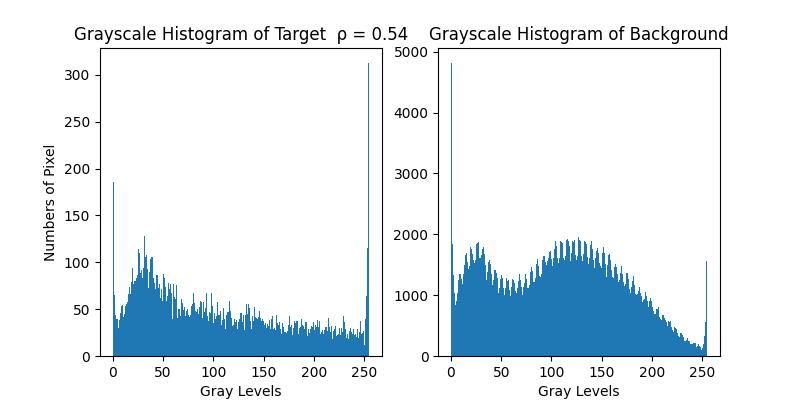 Grayscale Histogram of Target  ρ = 0.54
Grayscale Histogram of Background
Numbers of Pixel
300
250
200
150
100
50
0
0 50 100 150 200 250
Gray Levels
5000
4000
3000
2000
1000
0
0 50 100 150 200 250
Gray Levels